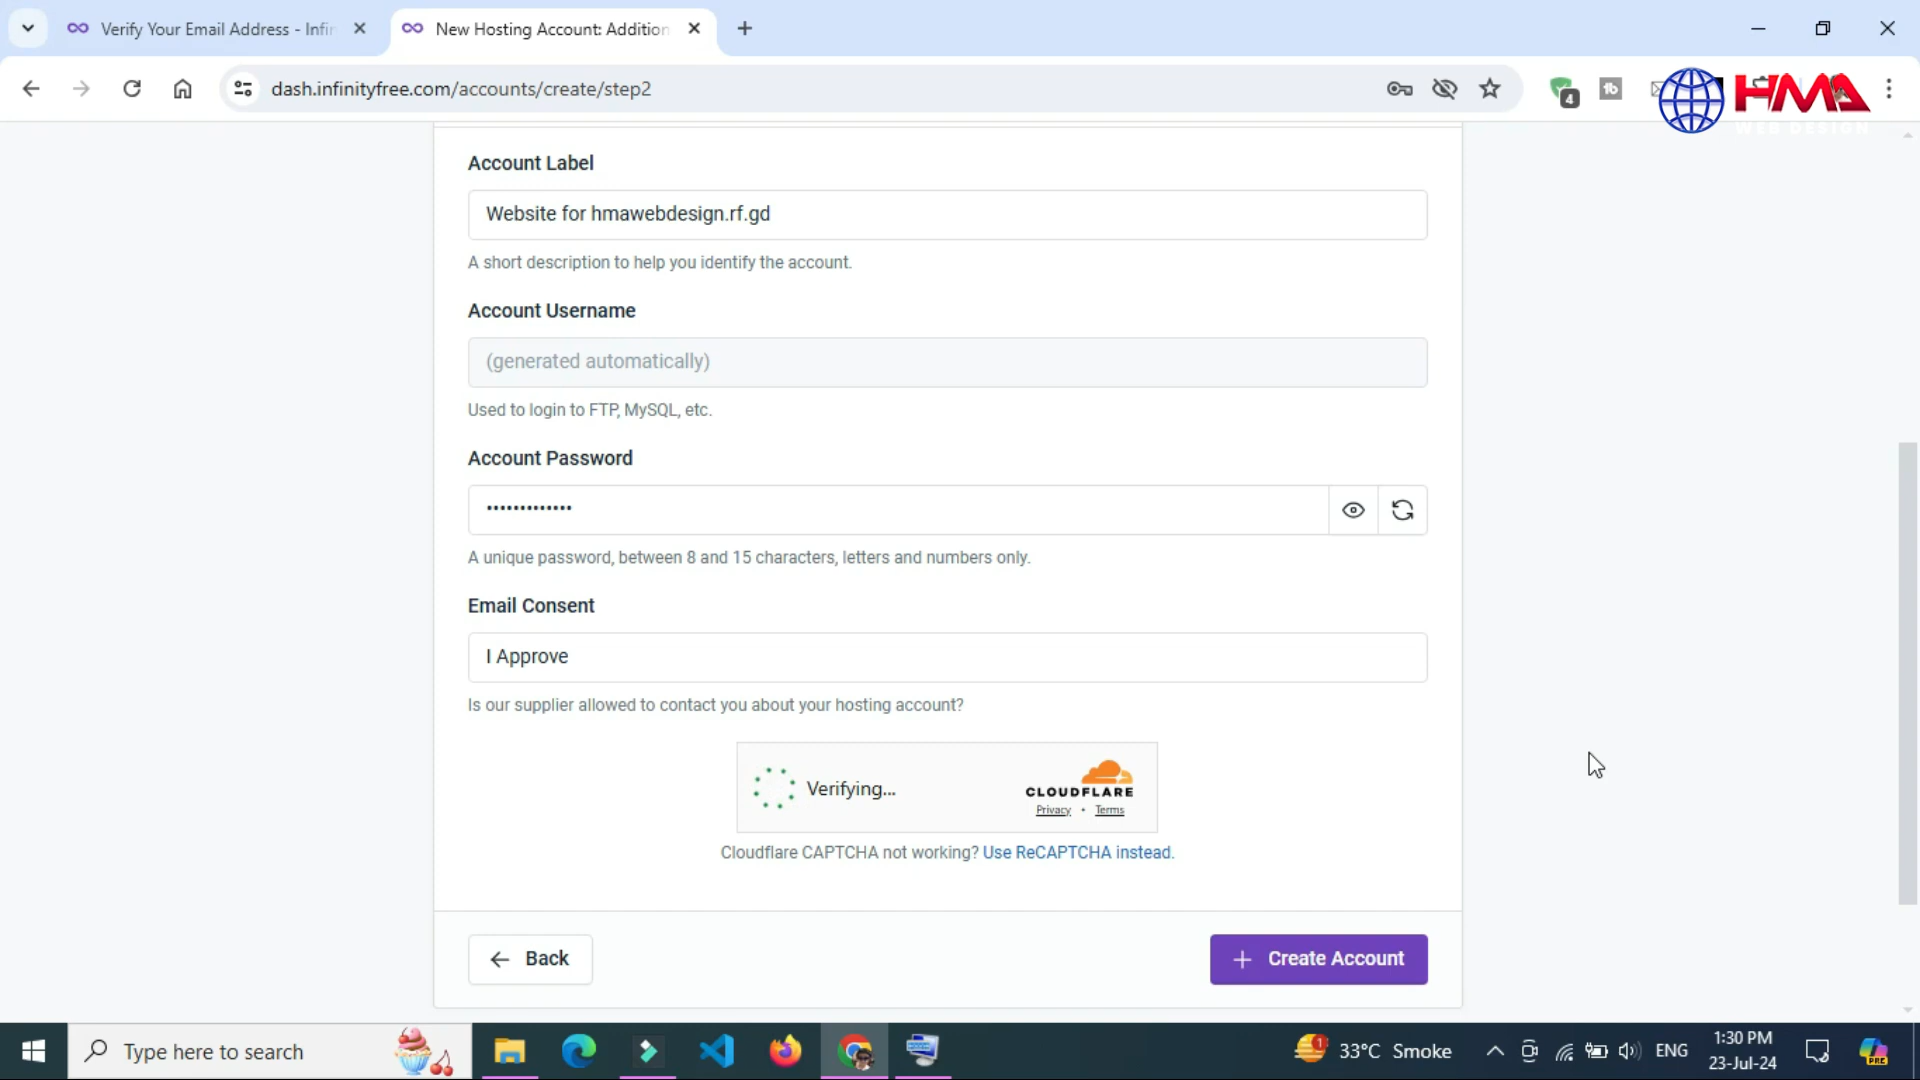 Verify Your Email Address - Infin
New Hosting Account: Addition
dash.infinityfree.com/accounts/create/step2
4
HMA
WEB DESIGN
Account Label
Website for hmawebdesign.rf.gd
A short description to help you identify the account.
Account Username
(generated automatically)
Used to login to FTP, MySQL, etc.
Account Password
•••••••••••••
A unique password, between 8 and 15 characters, letters and numbers only.
Email Consent
I Approve
Is our supplier allowed to contact you about your hosting account?
Verifying...
CLOUDFLARE
Privacy • Terms
Cloudflare CAPTCHA not working? Use ReCAPTCHA instead.
Back
Create Account
Type here to search
1
33°C Smoke
ENG
1:30 PM
23-Jul-24
PRE